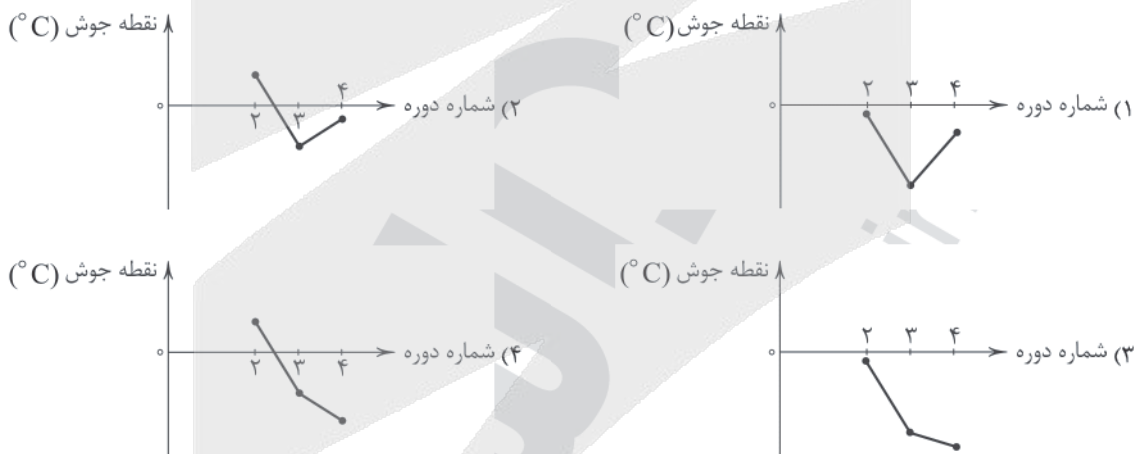 نقطه جوش (°C)
۲ ۳ ۴
۰
۱) شماره دوره
نقطه جوش (°C)
۲ ۳ ۴
۰
۲) شماره دوره
نقطه جوش (°C)
۲ ۳ ۴
۰
۳) شماره دوره
نقطه جوش (°C)
۲ ۳ ۴
۰
۴) شماره دوره